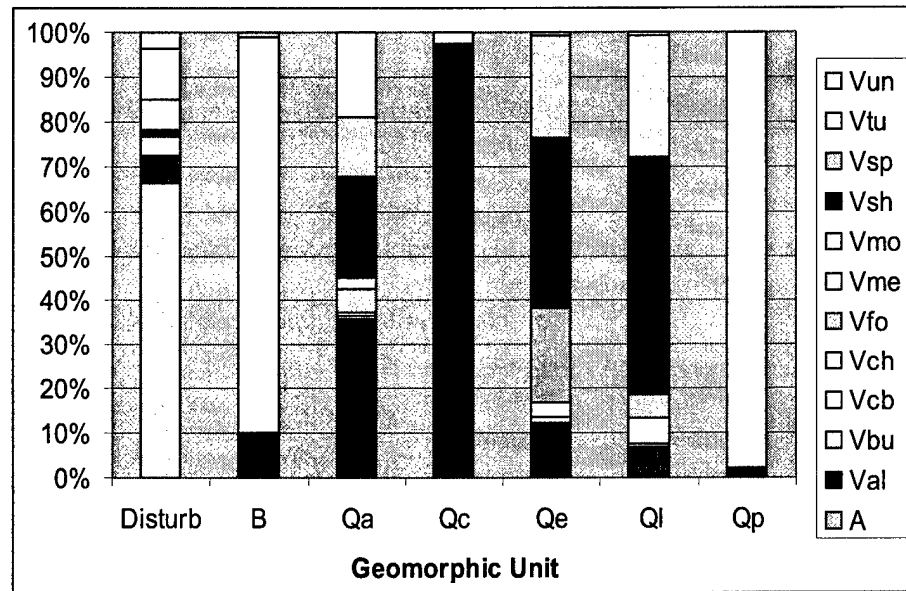 100%
90%
80%
70%
60%
50%
40%
30%
20%
10%
0%
Disturb B Qa Qc Qe Ql Qp
Geomorphic Unit
Vun
Vtu
Vsp
Vsh
Vmo
Vme
Vfo
Vch
Vcb
Vbu
Val
A